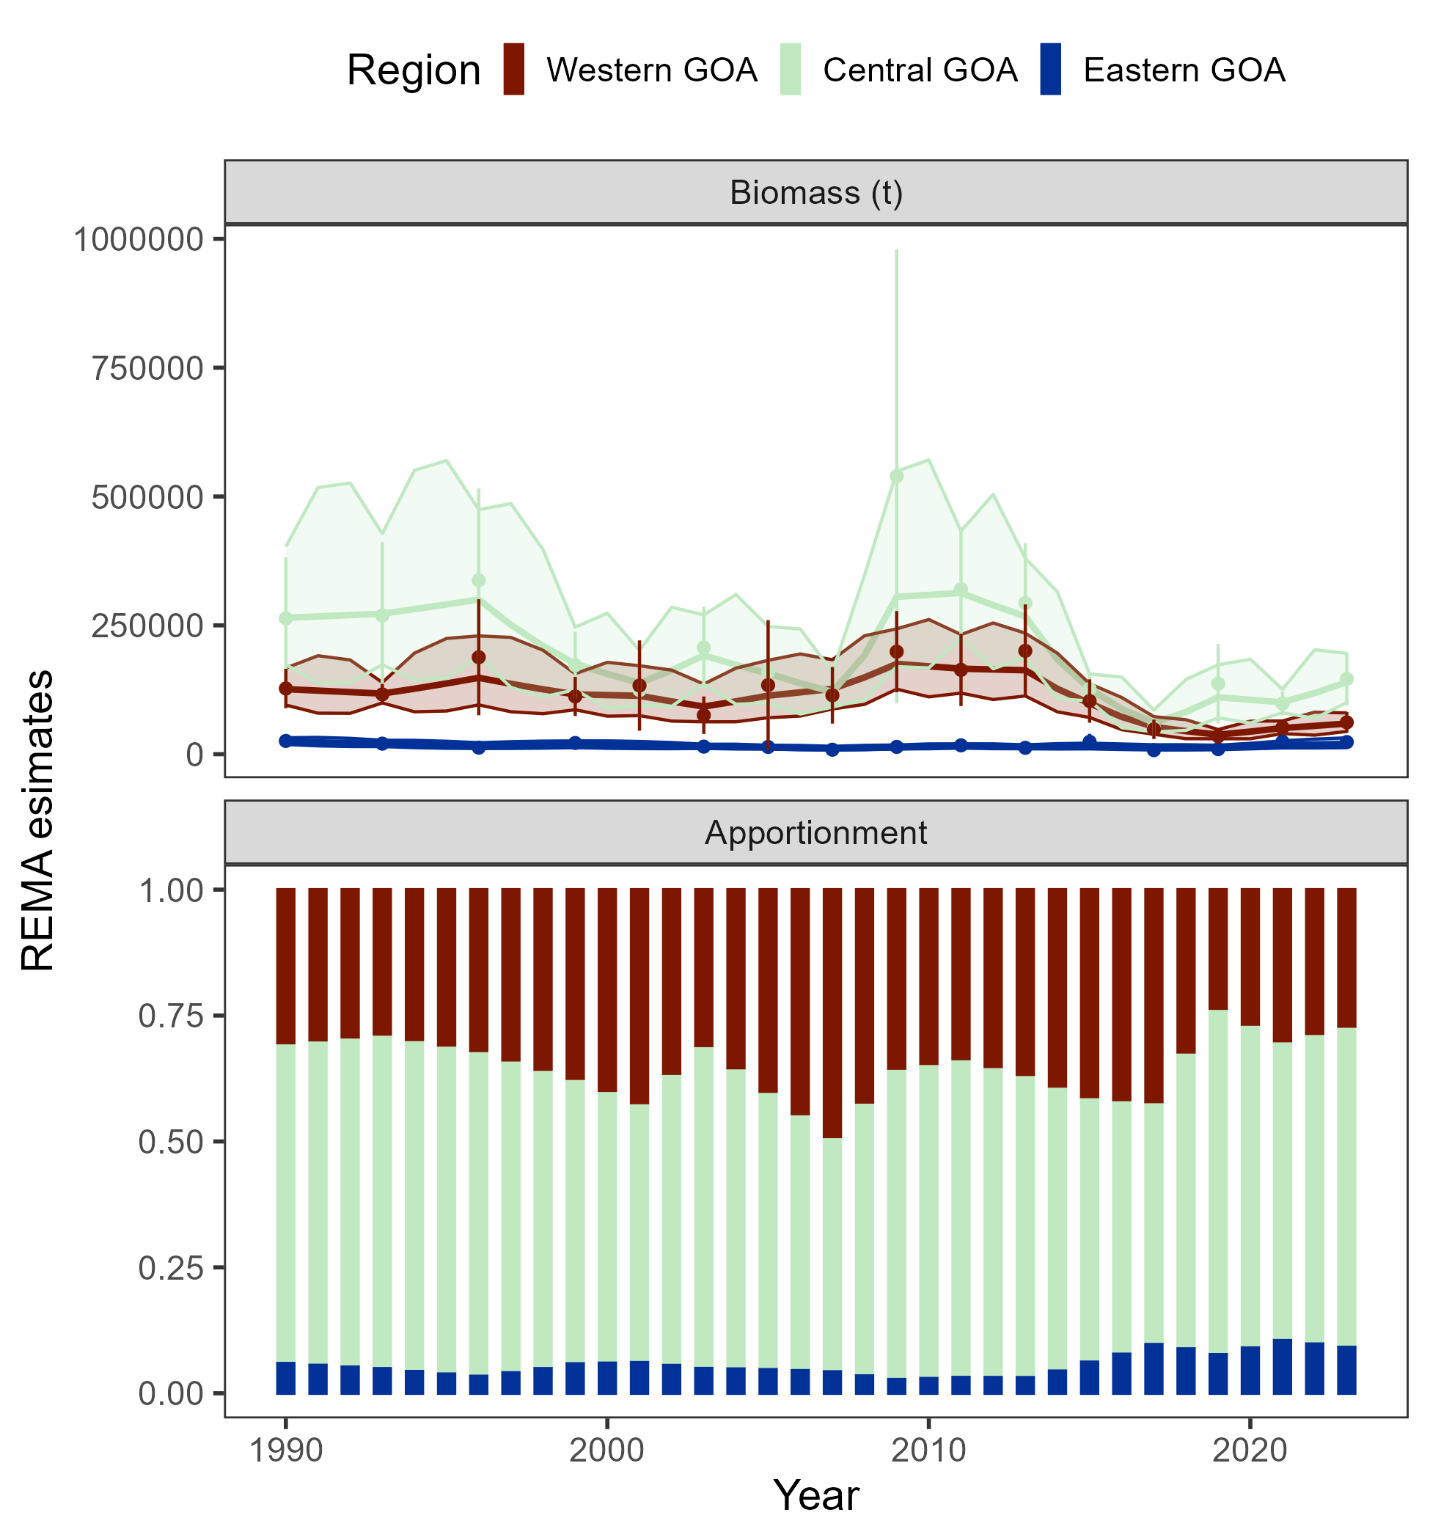 Region Western GOA Central GOA Eastern GOA
Biomass (t)
1000000
750000
500000
250000
0
REMA esimates
Apportionment
1.00
0.75
0.50
0.25
0.00
1990 2000 2010 2020
Year